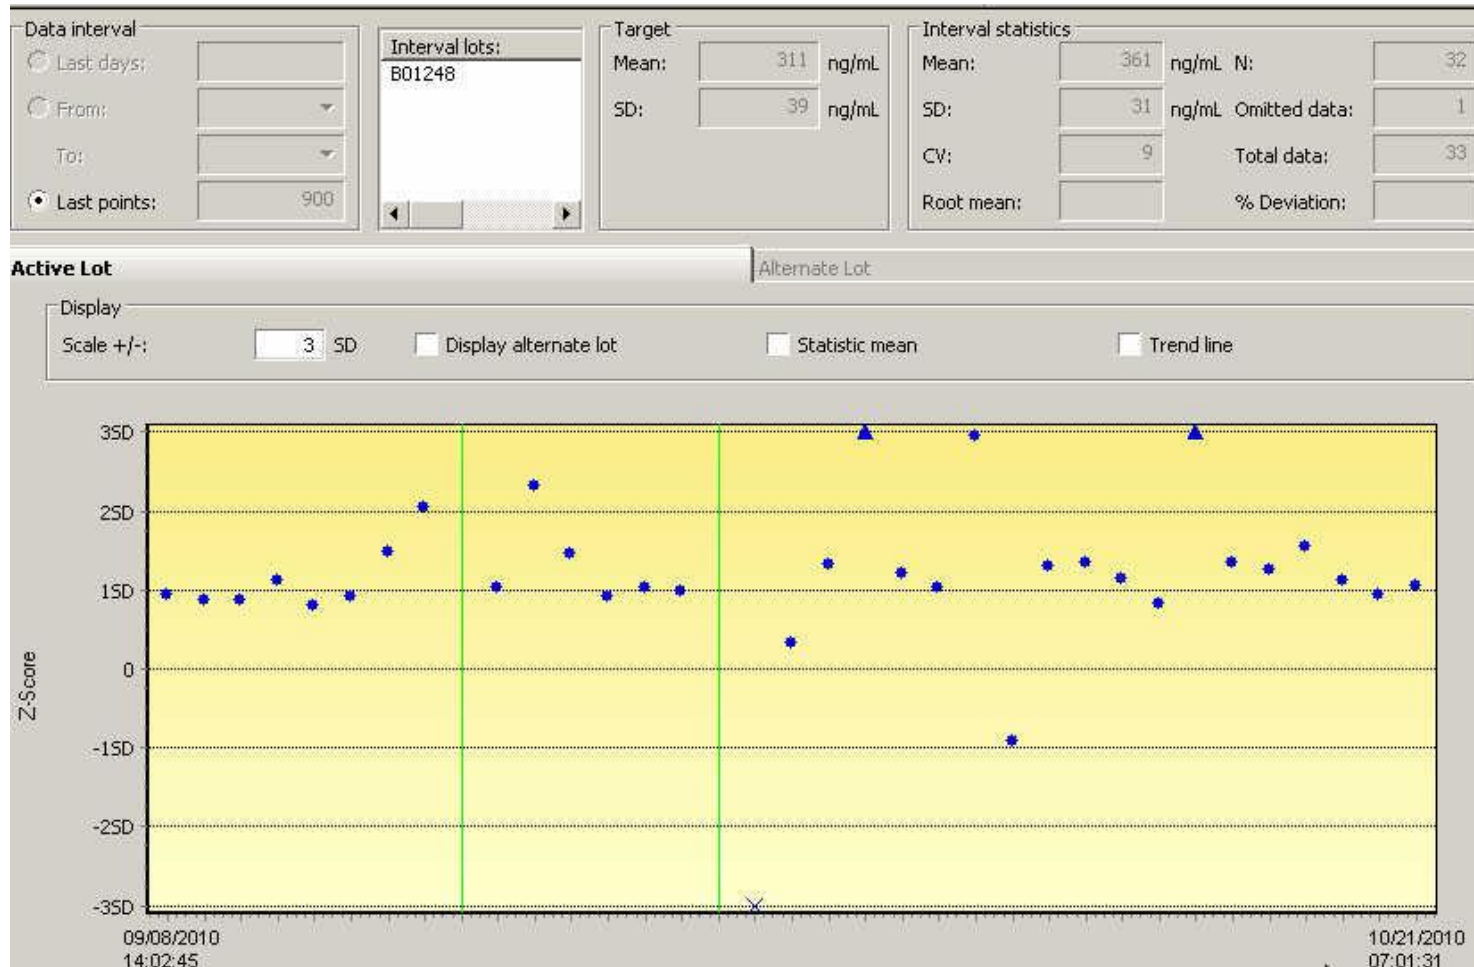 Data interval
Last days:
From:
To:
Last points: 900
Interval lots:
B01248
Target
Mean: 311 ng/mL
SD: 39 ng/mL
Interval statistics
Mean: 361 ng/mL N: 32
SD: 31 ng/mL Omitted data: 1
CV: 9 Total data: 33
Root mean: % Deviation:
Active Lot
Alternate Lot
Display
Scale +/-: 3 SD Display alternate lot Statistic mean Trend line
3SD
2SD
1SD
0
-1SD
-2SD
-3SD
Z-Score
09/08/2010
14:02:45
10/21/2010
07:01:31